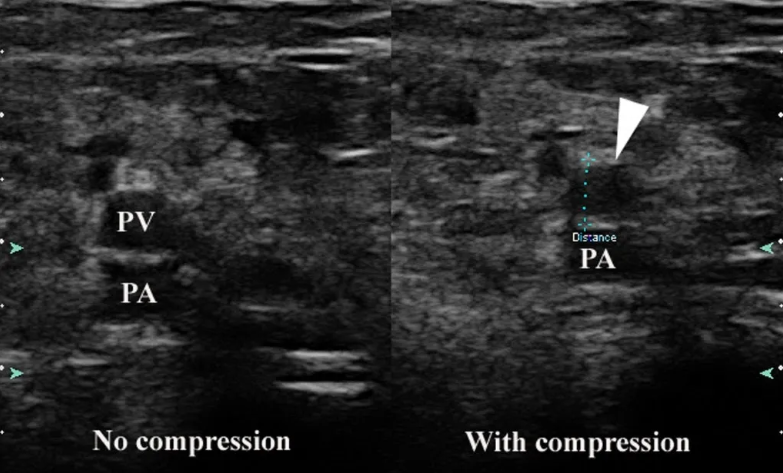 PV
PA
Distance
PA
No compression
With compression